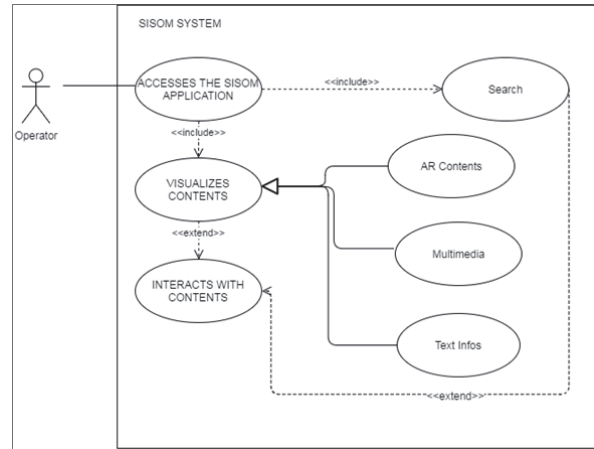 SISOM SYSTEM
ACCESSES THE SISOM
APPLICATION
<<include>>
Search
Operator
<<include>>
AR Contents
VISUALIZES
CONTENTS
<<extend>>
Multimedia
INTERACTS WITH
CONTENTS
Text Infos
<<extend>>